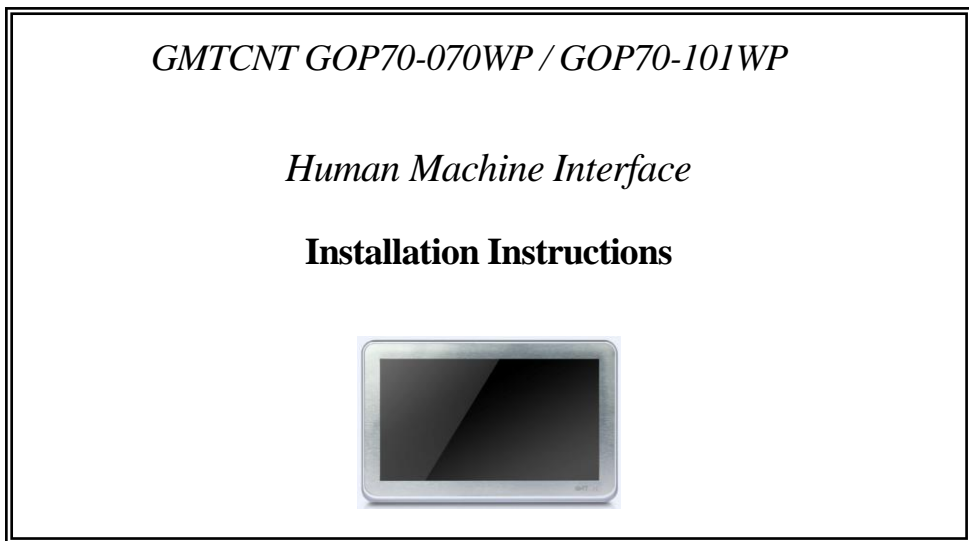 GMTCNT GOP70-070WP / GOP70-101WP
Human Machine Interface
Installation Instructions